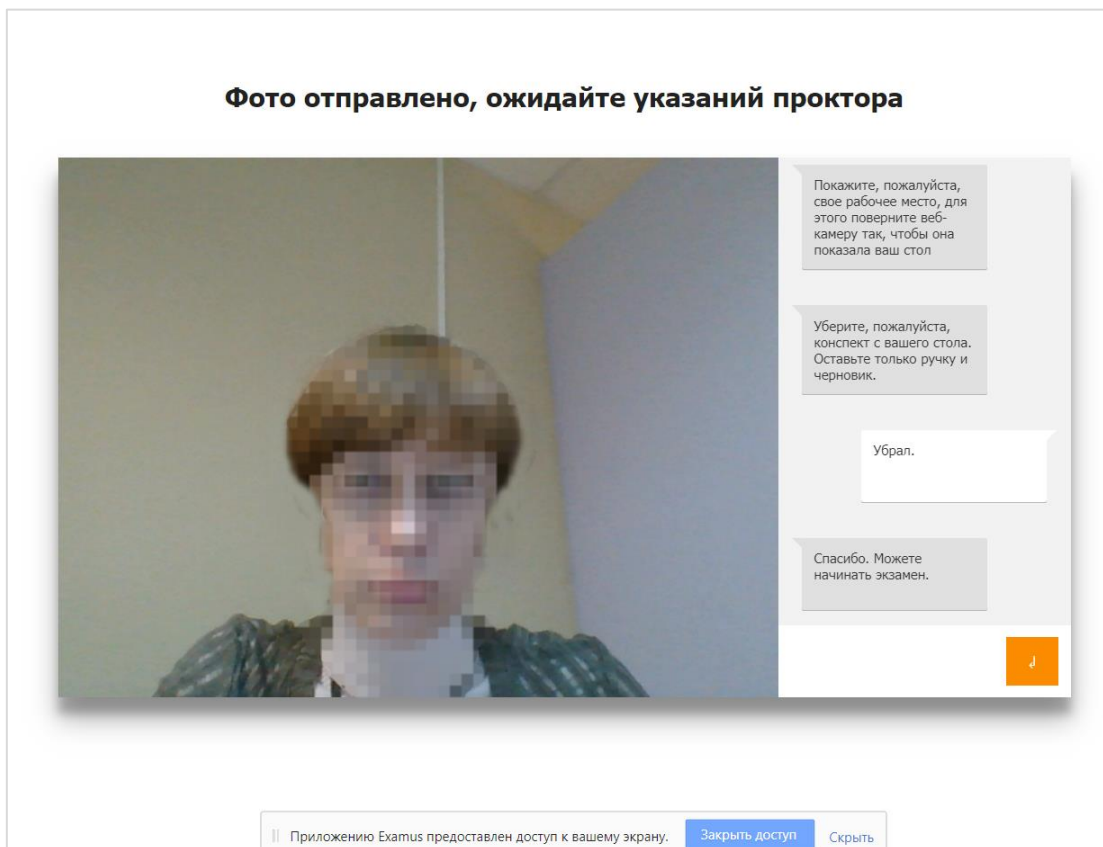 Фото отправлено, ожидайте указаний проктора
Покажите, пожалуйста,
свое рабочее место, для
этого поверните веб-
камеру так, чтобы она
показала ваш стол
Уберите, пожалуйста,
конспект с вашего стола.
Оставьте только ручку и
черновик.
Убрал.
Спасибо. Можете
начинать экзамен.
Приложению Examus предоставлен доступ к вашему экрану. Закрыть доступ Скрыть